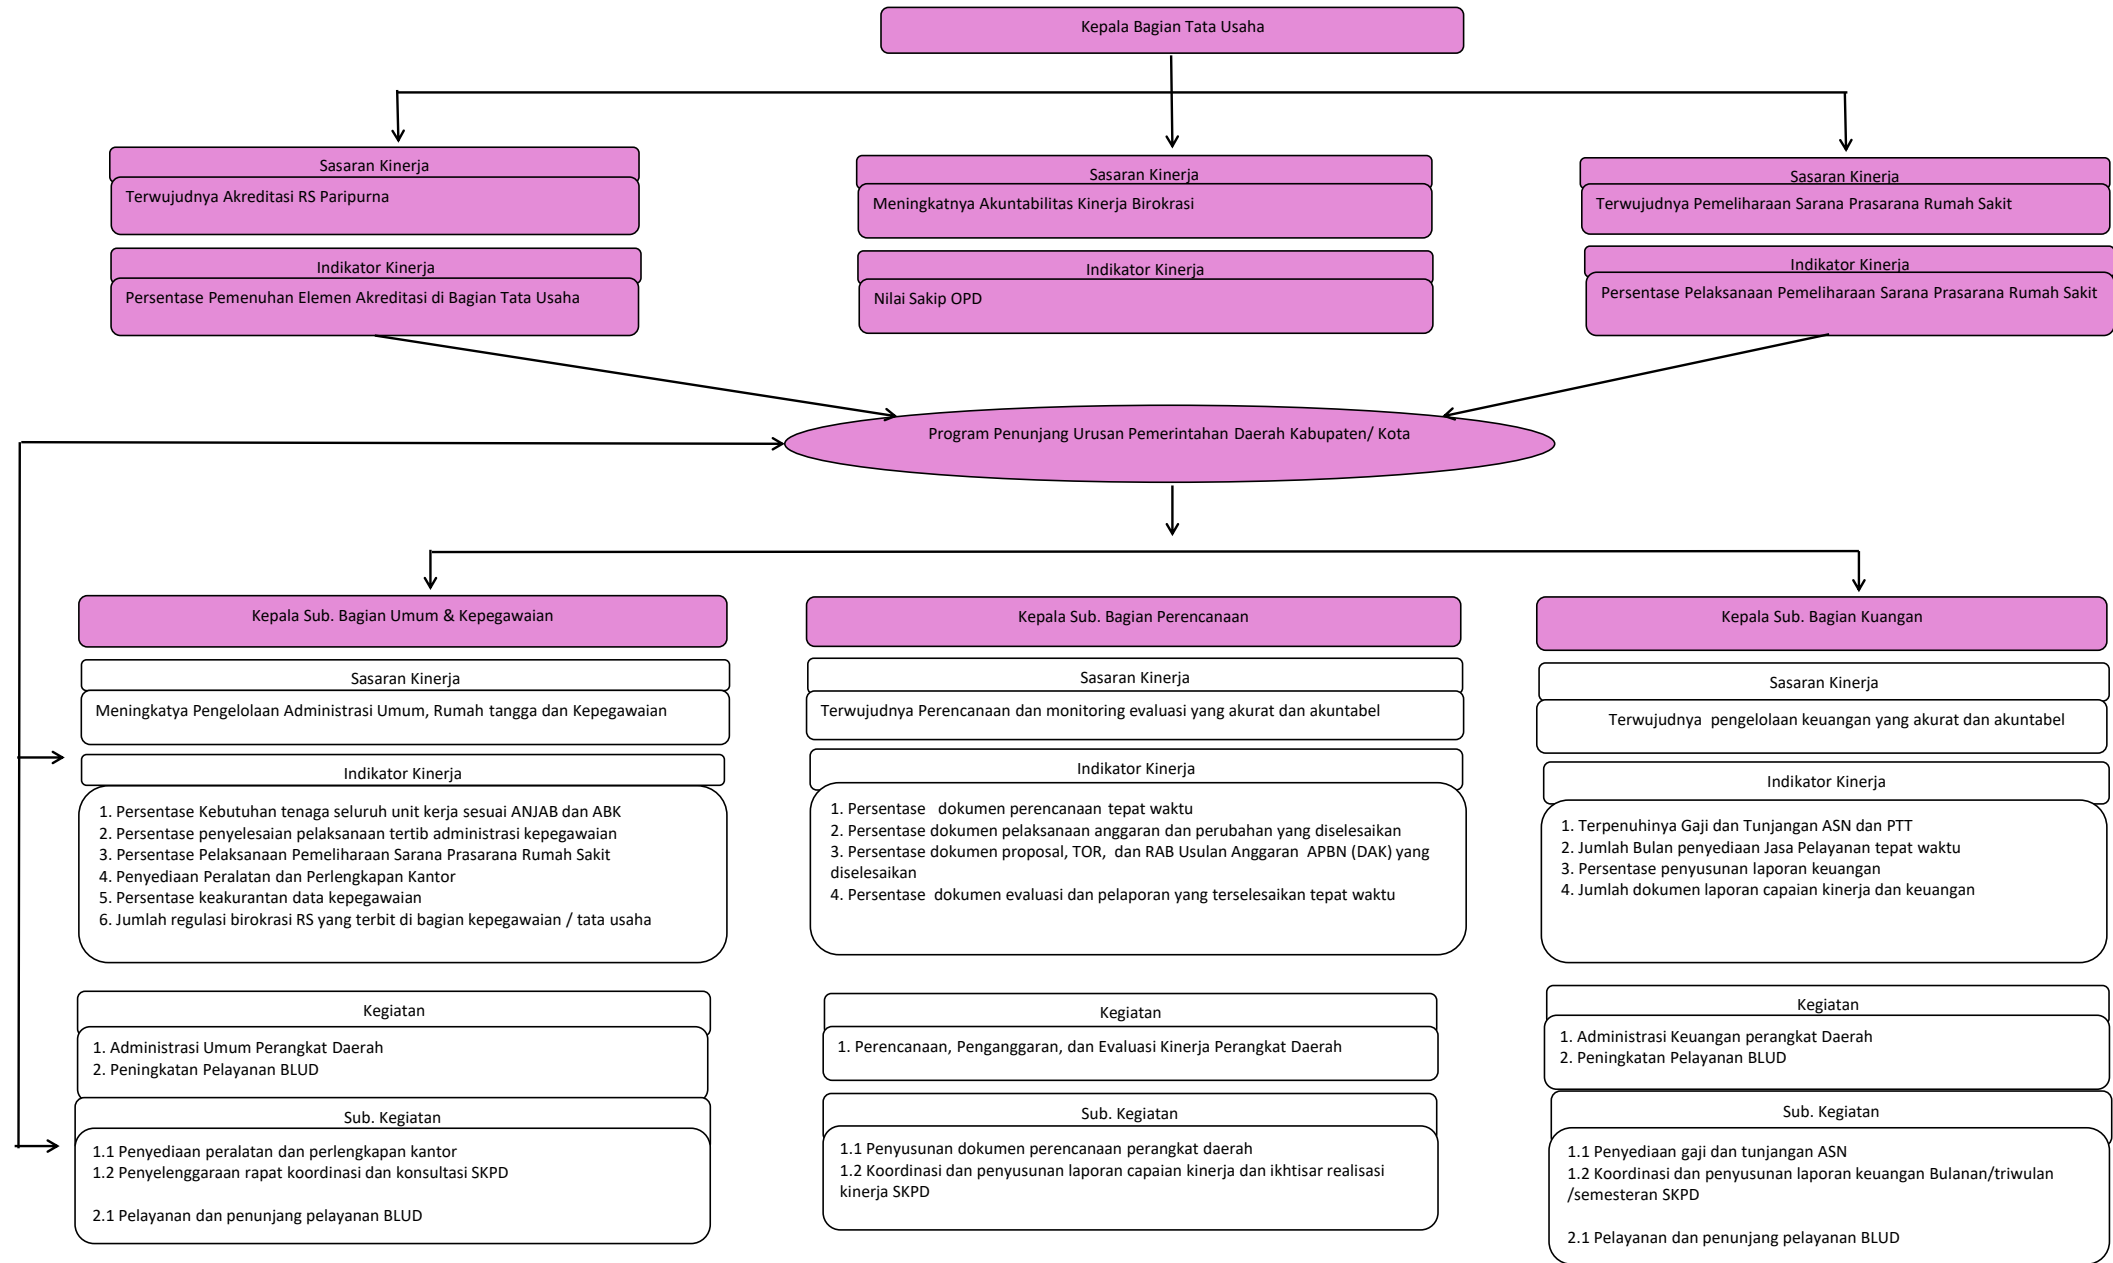 Kepala Bagian Tata Usaha
Sasaran Kinerja
Terwujudnya Akreditasi RS Paripurna
Indikator Kinerja
Persentase Pemenuhan Elemen Akreditasi di Bagian Tata Usaha
Sasaran Kinerja
Meningkatnya Akuntabilitas Kinerja Birokrasi
Indikator Kinerja
Nilai Sakip OPD
Sasaran Kinerja
Terwujudnya Pemeliharaan Sarana Prasarana Rumah Sakit
Indikator Kinerja
Persentase Pelaksanaan Pemeliharaan Sarana Prasarana Rumah Sakit
Program Penunjang Urusan Pemerintahan Daerah Kabupaten/ Kota
Kepala Sub. Bagian Umum & Kepegawaian
Sasaran Kinerja
Meningkatya Pengelolaan Administrasi Umum, Rumah tangga dan Kepegawaian
Indikator Kinerja
1. Persentase Kebutuhan tenaga seluruh unit kerja sesuai ANJAB dan ABK
2. Persentase penyelesaian pelaksanaan tertib administrasi kepegawaian
3. Persentase Pelaksanaan Pemeliharaan Sarana Prasarana Rumah Sakit
4. Penyediaan Peralatan dan Perlengkapan Kantor
5. Persentase keakurantan data kepegawaian
6. Jumlah regulasi birokrasi RS yang terbit di bagian kepegawaian / tata usaha
Kegiatan
1. Administrasi Umum Perangkat Daerah
2. Peningkatan Pelayanan BLUD
Sub. Kegiatan
1.1 Penyediaan peralatan dan perlengkapan kantor
1.2 Penyelenggaraan rapat koordinasi dan konsultasi SKPD
2.1 Pelayanan dan penunjang pelayanan BLUD
Kepala Sub. Bagian Perencanaan
Sasaran Kinerja
Terwujudnya Perencanaan dan monitoring evaluasi yang akurat dan akuntabel
Indikator Kinerja
1. Persentase dokumen perencanaan tepat waktu
2. Persentase dokumen pelaksanaan anggaran dan perubahan yang diselesaikan
3. Persentase dokumen proposal, TOR, dan RAB Usulan Anggaran APBN (DAK) yang
diselesaikan
4. Persentase dokumen evaluasi dan pelaporan yang terselesaikan tepat waktu
Kegiatan
1. Perencanaan, Penganggaran, dan Evaluasi Kinerja Perangkat Daerah
Sub. Kegiatan
1.1 Penyusunan dokumen perencanaan perangkat daerah
1.2 Koordinasi dan penyusunan laporan capaian kinerja dan ikhtisar realisasi
kinerja SKPD
Kepala Sub. Bagian Kuangan
Sasaran Kinerja
Terwujudnya pengelolaan keuangan yang akurat dan akuntabel
Indikator Kinerja
1. Terpenuhinya Gaji dan Tunjangan ASN dan PTT
2. Jumlah Bulan penyediaan Jasa Pelayanan tepat waktu
3. Persentase penyusunan laporan keuangan
4. Jumlah dokumen laporan capaian kinerja dan keuangan
Kegiatan
1. Administrasi Keuangan perangkat Daerah
2. Peningkatan Pelayanan BLUD
Sub. Kegiatan
1.1 Penyediaan gaji dan tunjangan ASN
1.2 Koordinasi dan penyusunan laporan keuangan Bulanan/triwulan
/semesteran SKPD
2.1 Pelayanan dan penunjang pelayanan BLUD